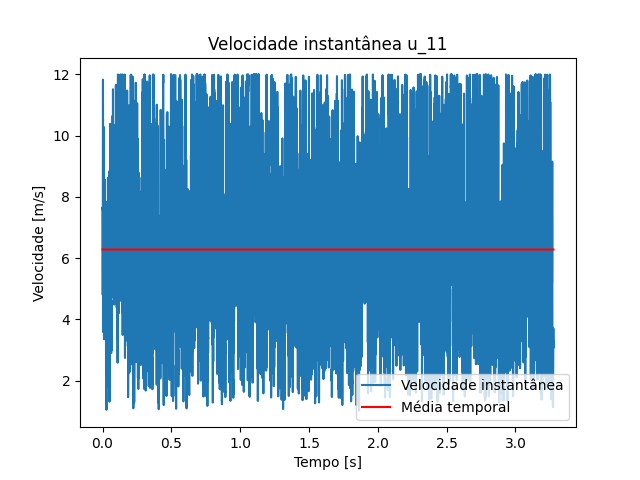 Velocidade instantânea u_11
12
10
8
6
4
2
Velocidade [m/s]
0.0 0.5 1.0 1.5 2.0 2.5 3.0
Tempo [s]
Velocidade instantânea
Média temporal